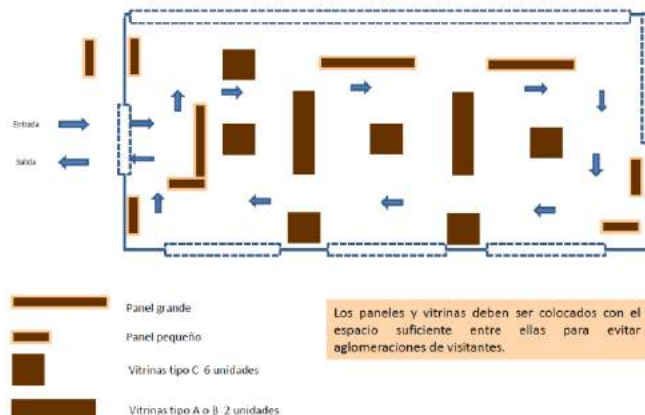 Entrada
Salida
Panel grande
Panel pequeño
Vitrinas tipo C 6 unidades
Vitrinas tipo A o B 2 unidades
Los paneles y vitrinas deben ser colocados con el
espacio suficiente entre ellas para evitar
aglomeraciones de visitantes.